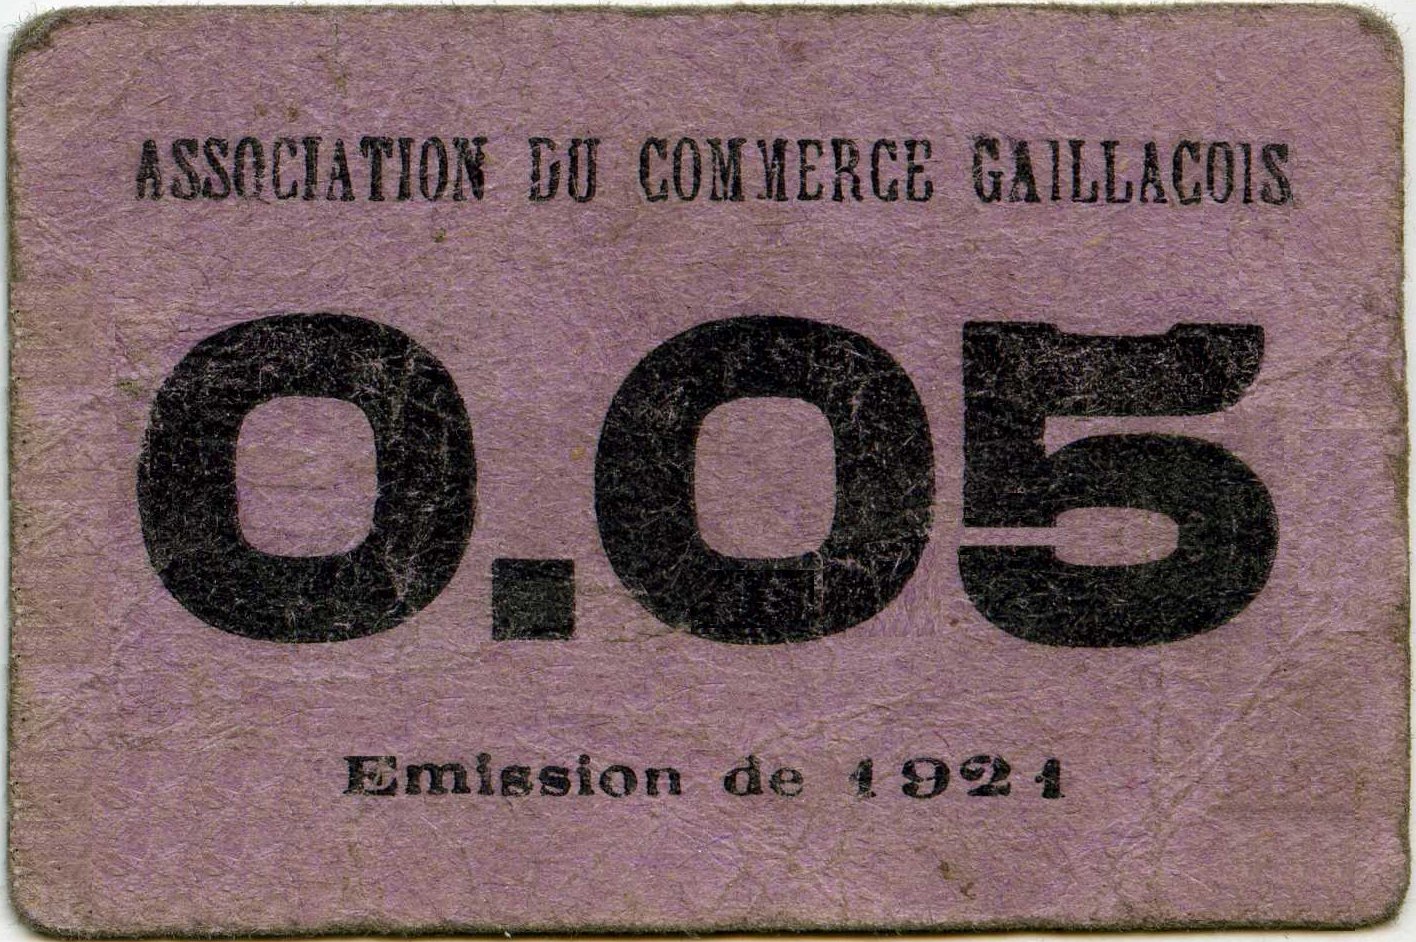 ASSOCIATION DU COMMERCE GAILLACOIS
0.05
Emission de 1921